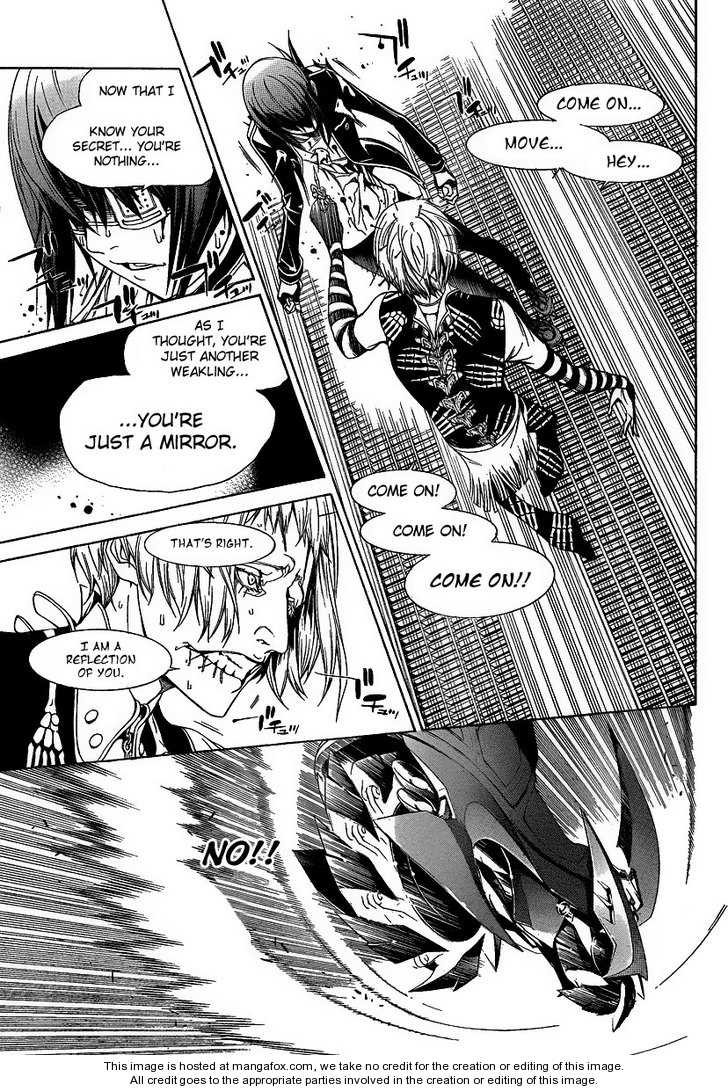 COME ON...
MOVE...
HEY...
NOW THAT I
KNOW YOUR
SECRET... YOU'RE
NOTHING...
AS I
THOUGHT, YOU'RE
JUST ANOTHER
WEAKLING...
...YOU'RE
JUST A MIRROR.
COME ON!
COME ON!
COME ON!!
THAT'S RIGHT.
I AM A
REFLECTION
OF YOU.
NO!!
This image is hosted at mangafox.com, we take no credit for the creation or editing of this image.
All credit goes to the appropriate parties involved in the creation or editing of this image.